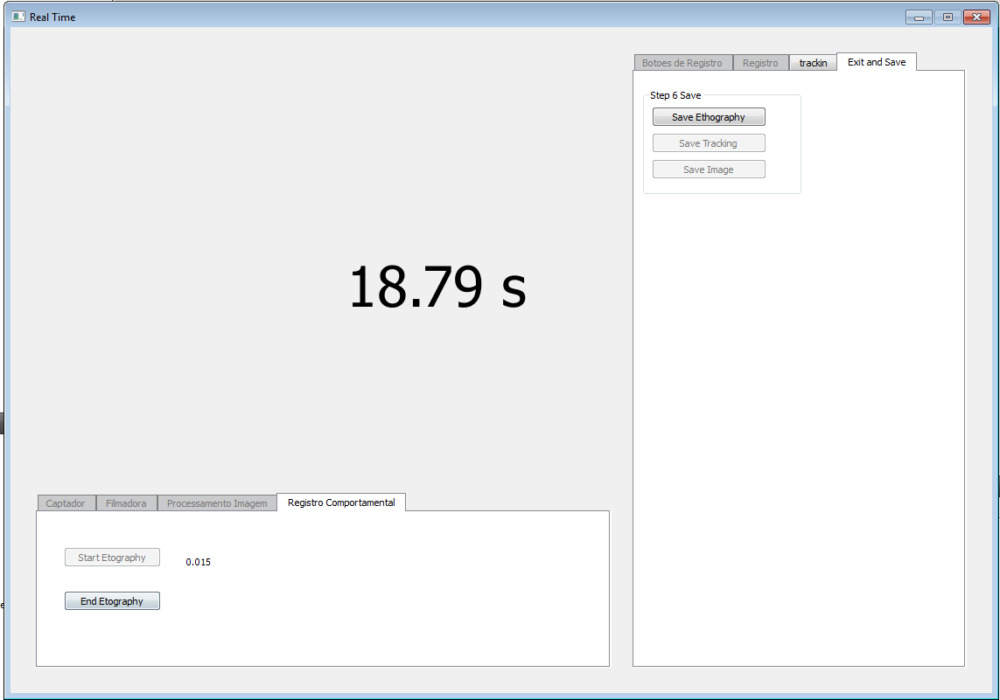 Real Time
Botoes de Registro
Registro
trackin
Exit and Save
Step 6 Save
Save Ethography
Save Tracking
Save Image
18.79 s
Captador
Filmadora
Processamento Imagem
Registro Comportamental
Start Etography
0.015
End Etography